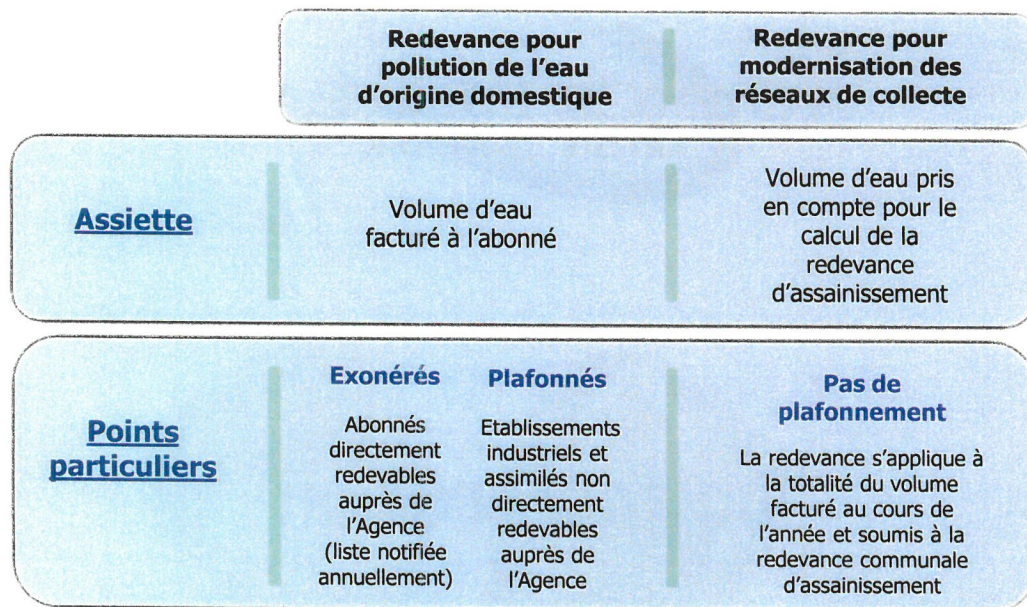 Redevance pour
pollution de l'eau
d'origine domestique
Redevance pour
modernisation des
réseaux de collecte
Assiette
Volume d'eau
facturé à l'abonné
Volume d'eau pris
en compte pour le
calcul de la
redevance
d'assainissement
Points
particuliers
Exonérés
Abonnés
directement
redevables
auprès de
l'Agence
(liste notifiée
annuellement)
Plafonnés
Etablissements
industriels et
assimilés non
directement
redevables
auprès de
l'Agence
Pas de
plafonnement
La redevance s'applique à
la totalité du volume
facturé au cours de
l'année et soumis à la
redevance communale
d'assainissement